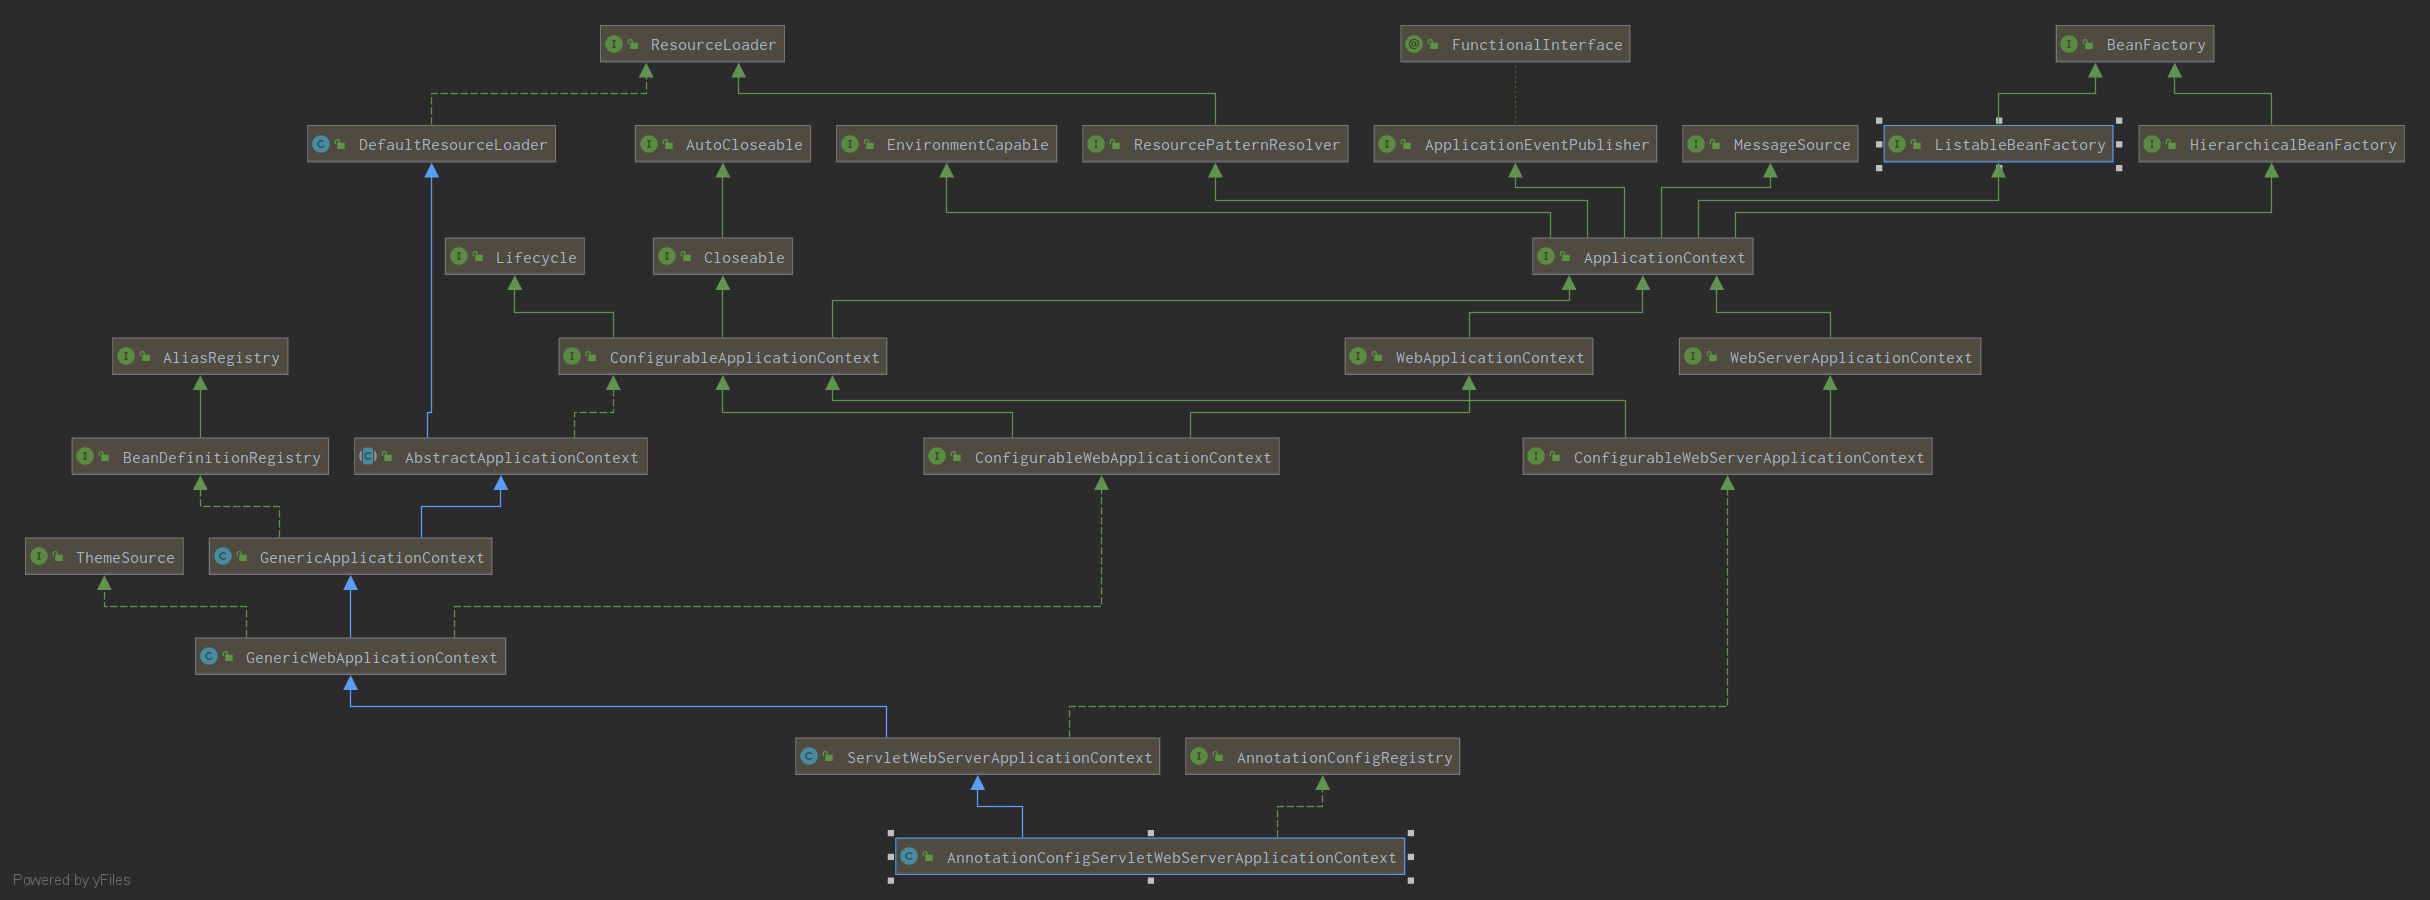 ResourceLoader
FunctionalInterface
BeanFactory
DefaultResourceLoader
AutoCloseable
EnvironmentCapable
ResourcePatternResolver
ApplicationEventPublisher
MessageSource
ListableBeanFactory
HierarchicalBeanFactory
Lifecycle
Closeable
ApplicationContext
AliasRegistry
ConfigurableApplicationContext
WebApplicationContext
WebServerApplicationContext
BeanDefinitionRegistry
AbstractApplicationContext
ConfigurableWebApplicationContext
ConfigurableWebServerApplicationContext
ThemeSource
GenericApplicationContext
GenericWebApplicationContext
ServletWebServerApplicationContext
AnnotationConfigRegistry
AnnotationConfigServletWebServerApplicationContext
Powered by yFiles